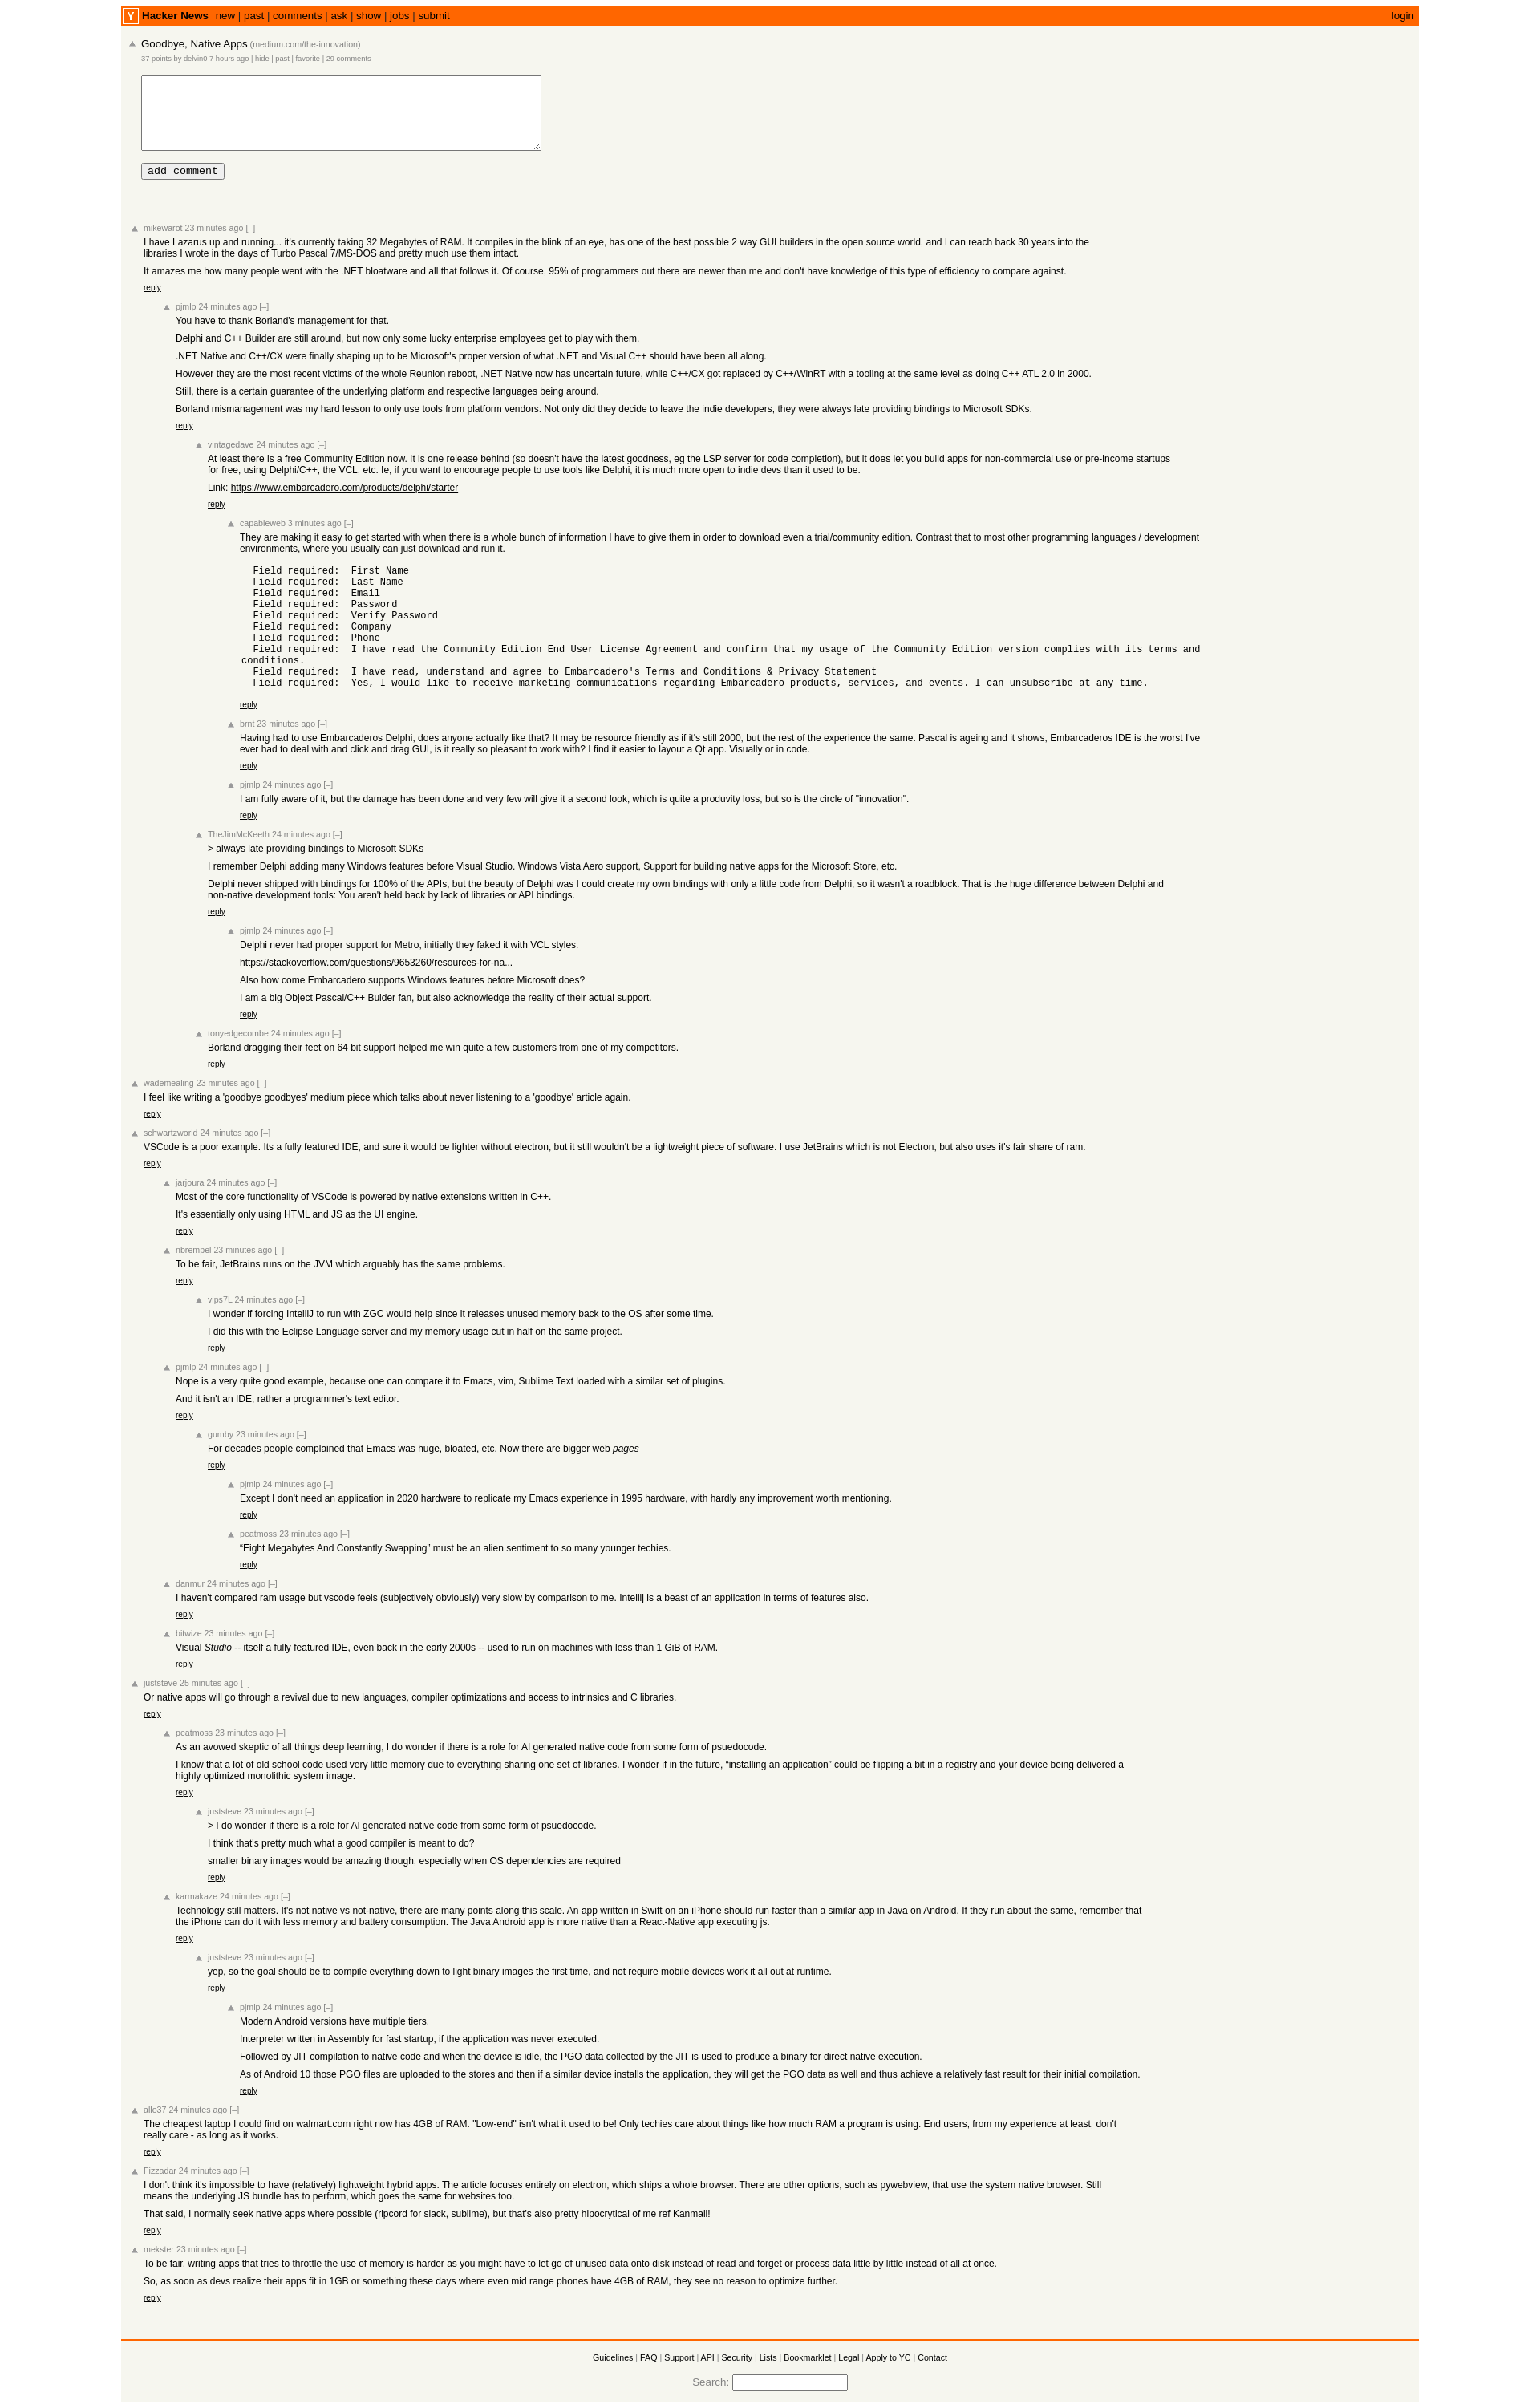 Y Hacker News new | past | comments | ask | show | jobs | submit login
Goodbye, Native Apps (medium.com/the-innovation)
37 points by delvin0 7 hours ago | hide | past | favorite | 29 comments
add comment
mikewarot 23 minutes ago [–]
I have Lazarus up and running... it's currently taking 32 Megabytes of RAM. It compiles in the blink of an eye, has one of the best possible 2 way GUI builders in the open source world, and I can reach back 30 years into the
libraries I wrote in the days of Turbo Pascal 7/MS-DOS and pretty much use them intact.
It amazes me how many people went with the .NET bloatware and all that follows it. Of course, 95% of programmers out there are newer than me and don't have knowledge of this type of efficiency to compare against.
reply
pjmlp 24 minutes ago [–]
You have to thank Borland's management for that.
Delphi and C++ Builder are still around, but now only some lucky enterprise employees get to play with them.
.NET Native and C++/CX were finally shaping up to be Microsoft's proper version of what .NET and Visual C++ should have been all along.
However they are the most recent victims of the whole Reunion reboot, .NET Native now has uncertain future, while C++/CX got replaced by C++/WinRT with a tooling at the same level as doing C++ ATL 2.0 in 2000.
Still, there is a certain guarantee of the underlying platform and respective languages being around.
Borland mismanagement was my hard lesson to only use tools from platform vendors. Not only did they decide to leave the indie developers, they were always late providing bindings to Microsoft SDKs.
reply
vintagedave 24 minutes ago [–]
At least there is a free Community Edition now. It is one release behind (so doesn't have the latest goodness, eg the LSP server for code completion), but it does let you build apps for non-commercial use or pre-income startups
for free, using Delphi/C++, the VCL, etc. Ie, if you want to encourage people to use tools like Delphi, it is much more open to indie devs than it used to be.
Link: https://www.embarcadero.com/products/delphi/starter
reply
capableweb 3 minutes ago [–]
They are making it easy to get started with when there is a whole bunch of information I have to give them in order to download even a trial/community edition. Contrast that to most other programming languages / development
environments, where you usually can just download and run it.
Field required: First Name
Field required: Last Name
Field required: Email
Field required: Password
Field required: Verify Password
Field required: Company
Field required: Phone
Field required: I have read the Community Edition End User License Agreement and confirm that my usage of the Community Edition version complies with its terms and
conditions.
Field required: I have read, understand and agree to Embarcadero's Terms and Conditions & Privacy Statement
Field required: Yes, I would like to receive marketing communications regarding Embarcadero products, services, and events. I can unsubscribe at any time.
reply
brnt 23 minutes ago [–]
Having had to use Embarcaderos Delphi, does anyone actually like that? It may be resource friendly as if it's still 2000, but the rest of the experience the same. Pascal is ageing and it shows, Embarcaderos IDE is the worst I've
ever had to deal with and click and drag GUI, is it really so pleasant to work with? I find it easier to layout a Qt app. Visually or in code.
reply
pjmlp 24 minutes ago [–]
I am fully aware of it, but the damage has been done and very few will give it a second look, which is quite a produvity loss, but so is the circle of "innovation".
reply
TheJimMcKeeth 24 minutes ago [–]
> always late providing bindings to Microsoft SDKs
I remember Delphi adding many Windows features before Visual Studio. Windows Vista Aero support, Support for building native apps for the Microsoft Store, etc.
Delphi never shipped with bindings for 100% of the APIs, but the beauty of Delphi was I could create my own bindings with only a little code from Delphi, so it wasn't a roadblock. That is the huge difference between Delphi and
non-native development tools: You aren't held back by lack of libraries or API bindings.
reply
pjmlp 24 minutes ago [–]
Delphi never had proper support for Metro, initially they faked it with VCL styles.
https://stackoverflow.com/questions/9653260/resources-for-na...
Also how come Embarcadero supports Windows features before Microsoft does?
I am a big Object Pascal/C++ Buider fan, but also acknowledge the reality of their actual support.
reply
tonyedgecombe 24 minutes ago [–]
Borland dragging their feet on 64 bit support helped me win quite a few customers from one of my competitors.
reply
wademealing 23 minutes ago [–]
I feel like writing a 'goodbye goodbyes' medium piece which talks about never listening to a 'goodbye' article again.
reply
schwartzworld 24 minutes ago [–]
VSCode is a poor example. Its a fully featured IDE, and sure it would be lighter without electron, but it still wouldn't be a lightweight piece of software. I use JetBrains which is not Electron, but also uses it's fair share of ram.
reply
jarjoura 24 minutes ago [–]
Most of the core functionality of VSCode is powered by native extensions written in C++.
It's essentially only using HTML and JS as the UI engine.
reply
nbrempel 23 minutes ago [–]
To be fair, JetBrains runs on the JVM which arguably has the same problems.
reply
vips7L 24 minutes ago [–]
I wonder if forcing IntelliJ to run with ZGC would help since it releases unused memory back to the OS after some time.
I did this with the Eclipse Language server and my memory usage cut in half on the same project.
reply
pjmlp 24 minutes ago [–]
Nope is a very quite good example, because one can compare it to Emacs, vim, Sublime Text loaded with a similar set of plugins.
And it isn't an IDE, rather a programmer's text editor.
reply
gumby 23 minutes ago [–]
For decades people complained that Emacs was huge, bloated, etc. Now there are bigger web pages
reply
pjmlp 24 minutes ago [–]
Except I don't need an application in 2020 hardware to replicate my Emacs experience in 1995 hardware, with hardly any improvement worth mentioning.
reply
peatmoss 23 minutes ago [–]
“Eight Megabytes And Constantly Swapping” must be an alien sentiment to so many younger techies.
reply
danmur 24 minutes ago [–]
I haven't compared ram usage but vscode feels (subjectively obviously) very slow by comparison to me. Intellij is a beast of an application in terms of features also.
reply
bitwize 23 minutes ago [–]
Visual Studio -- itself a fully featured IDE, even back in the early 2000s -- used to run on machines with less than 1 GiB of RAM.
reply
juststeve 25 minutes ago [–]
Or native apps will go through a revival due to new languages, compiler optimizations and access to intrinsics and C libraries.
reply
peatmoss 23 minutes ago [–]
As an avowed skeptic of all things deep learning, I do wonder if there is a role for AI generated native code from some form of psuedocode.
I know that a lot of old school code used very little memory due to everything sharing one set of libraries. I wonder if in the future, “installing an application” could be flipping a bit in a registry and your device being delivered a
highly optimized monolithic system image.
reply
juststeve 23 minutes ago [–]
> I do wonder if there is a role for AI generated native code from some form of psuedocode.
I think that's pretty much what a good compiler is meant to do?
smaller binary images would be amazing though, especially when OS dependencies are required
reply
karmakaze 24 minutes ago [–]
Technology still matters. It's not native vs not-native, there are many points along this scale. An app written in Swift on an iPhone should run faster than a similar app in Java on Android. If they run about the same, remember that
the iPhone can do it with less memory and battery consumption. The Java Android app is more native than a React-Native app executing js.
reply
juststeve 23 minutes ago [–]
yep, so the goal should be to compile everything down to light binary images the first time, and not require mobile devices work it all out at runtime.
reply
pjmlp 24 minutes ago [–]
Modern Android versions have multiple tiers.
Interpreter written in Assembly for fast startup, if the application was never executed.
Followed by JIT compilation to native code and when the device is idle, the PGO data collected by the JIT is used to produce a binary for direct native execution.
As of Android 10 those PGO files are uploaded to the stores and then if a similar device installs the application, they will get the PGO data as well and thus achieve a relatively fast result for their initial compilation.
reply
allo37 24 minutes ago [–]
The cheapest laptop I could find on walmart.com right now has 4GB of RAM. "Low-end" isn't what it used to be! Only techies care about things like how much RAM a program is using. End users, from my experience at least, don't
really care - as long as it works.
reply
Fizzadar 24 minutes ago [–]
I don't think it's impossible to have (relatively) lightweight hybrid apps. The article focuses entirely on electron, which ships a whole browser. There are other options, such as pywebview, that use the system native browser. Still
means the underlying JS bundle has to perform, which goes the same for websites too.
That said, I normally seek native apps where possible (ripcord for slack, sublime), but that's also pretty hipocrytical of me ref Kanmail!
reply
mekster 23 minutes ago [–]
To be fair, writing apps that tries to throttle the use of memory is harder as you might have to let go of unused data onto disk instead of read and forget or process data little by little instead of all at once.
So, as soon as devs realize their apps fit in 1GB or something these days where even mid range phones have 4GB of RAM, they see no reason to optimize further.
reply
Guidelines | FAQ | Support | API | Security | Lists | Bookmarklet | Legal | Apply to YC | Contact
Search: